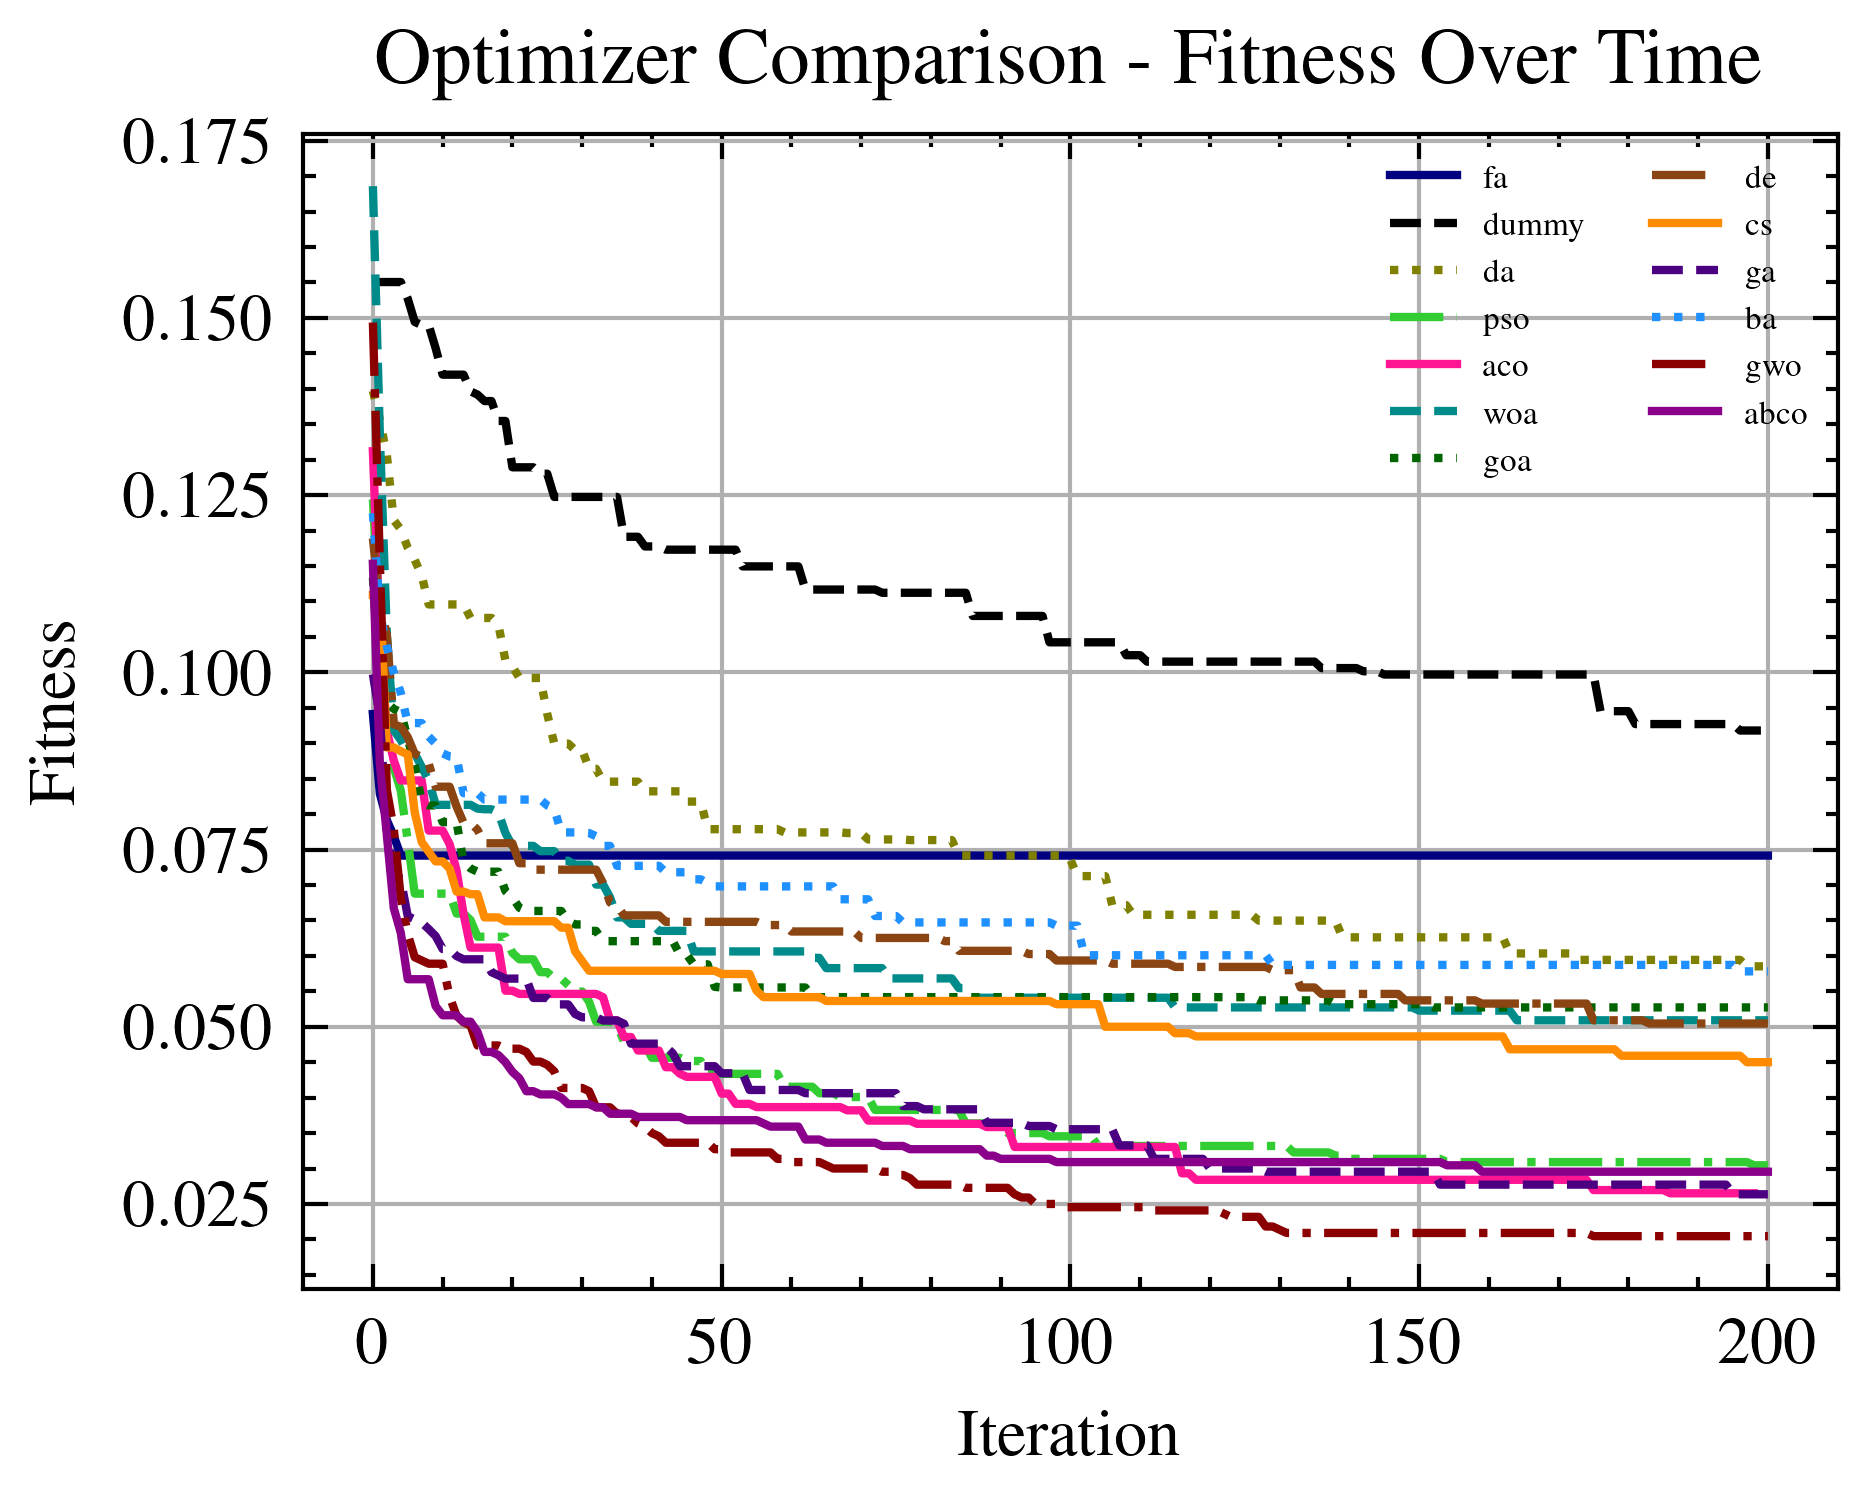 Optimizer Comparison - Fitness Over Time
0.175
0.150
0.125
0.100
0.075
0.050
0.025
Fitness
fa
dummy
da
pso
aco
woa
goa
de
cs
ga
ba
gwo
abco
0
50
100
150
200
Iteration